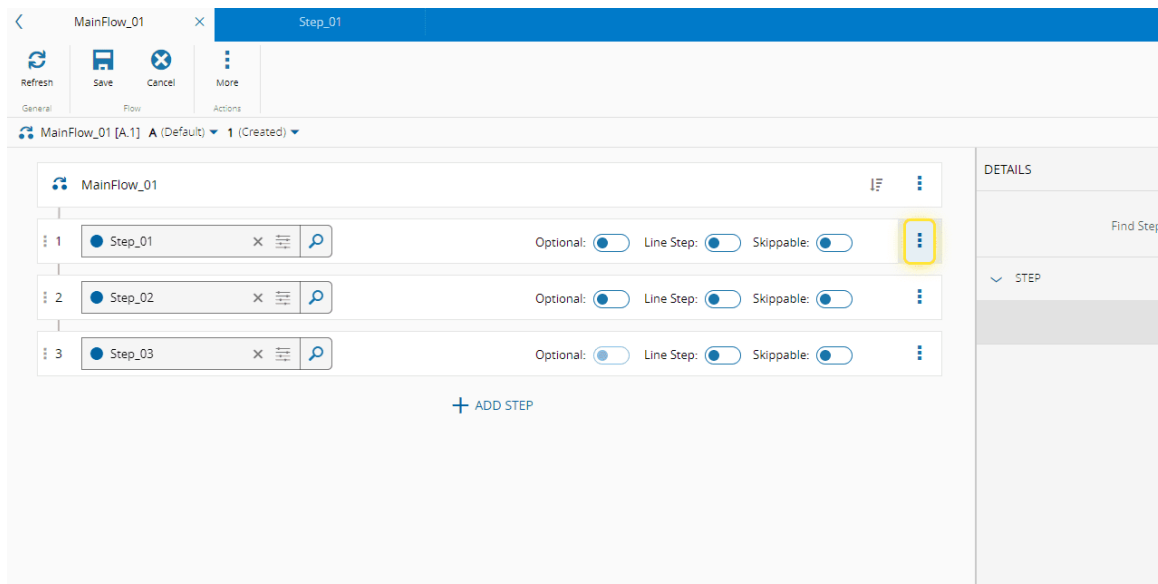 MainFlow_01 Step_01
Refresh Save Cancel More
General Flow Actions
MainFlow_01 [A.1] A (Default) 1 (Created)
MainFlow_01
DETAILS
Find Step
1 Step_01 Optional: Line Step: Skippable:
STEP
2 Step_02 Optional: Line Step: Skippable:
3 Step_03 Optional: Line Step: Skippable:
ADD STEP